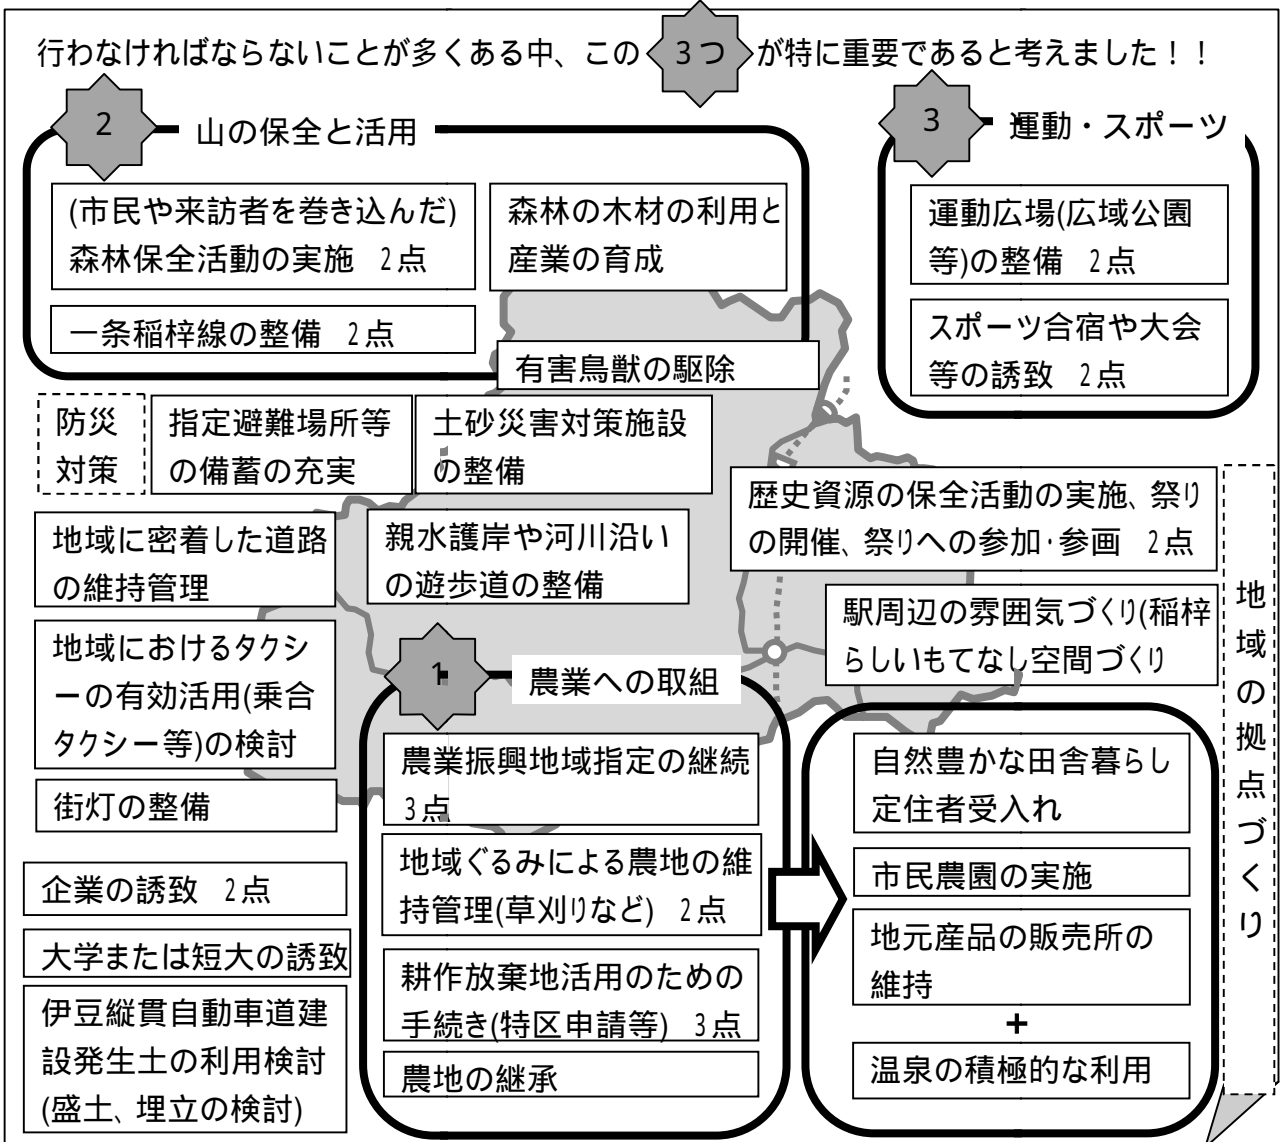 行わなければならないことが多くある中、この 3つ が特に重要であると考えました！！
2 山の保全と活用
(市民や来訪者を巻き込んだ)
森林保全活動の実施 2点
森林の木材の利用と
産業の育成
一条稲梓線の整備 2点
有害鳥獣の駆除
3 運動・スポーツ
運動広場(広域公園
等)の整備 2点
スポーツ合宿や大会
等の誘致 2点
防災
対策
指定避難場所等
の備蓄の充実
土砂災害対策施設
の整備
歴史資源の保全活動の実施、祭り
の開催、祭りへの参加・参画 2点
地域に密着した道路
の維持管理
親水護岸や河川沿い
の遊歩道の整備
駅周辺の雰囲気づくり(稲梓
らしいもてなし空間づくり
地域におけるタクシ
ーの有効活用(乗合
タクシー等)の検討
街灯の整備
企業の誘致 2点
大学または短大の誘致
伊豆縦貫自動車道建
設発生土の利用検討
(盛土、埋立の検討)
1 農業への取組
農業振興地域指定の継続
3点
地域ぐるみによる農地の維
持管理(草刈りなど) 2点
耕作放棄地活用のための
手続き(特区申請等) 3点
農地の継承
自然豊かな田舎暮らし
定住者受入れ
市民農園の実施
地元産品の販売所の
維持
+
温泉の積極的な利用
地域の拠点づくり